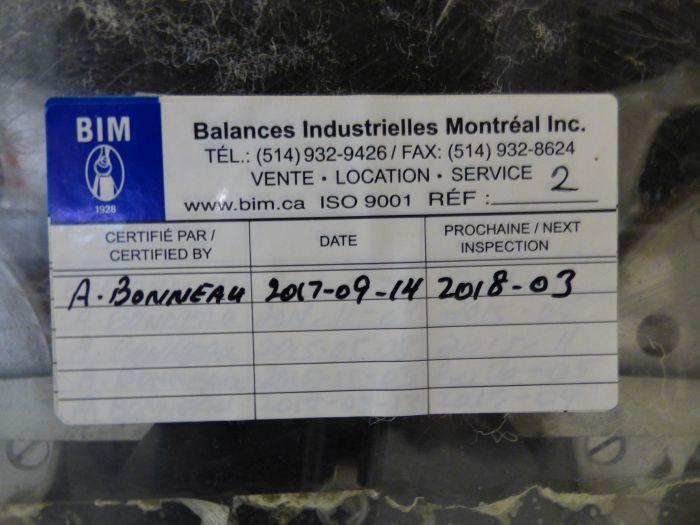 BIM
1928
Balances Industrielles Montréal Inc.
TÉL.: (514) 932-9426 / FAX: (514) 932-8624
VENTE • LOCATION • SERVICE
www.bim.ca ISO 9001 RÉF : 2
CERTIFIÉ PAR /
CERTIFIED BY
DATE
PROCHAINE / NEXT
INSPECTION
A. BONNEAU 2017-09-14 2018-03